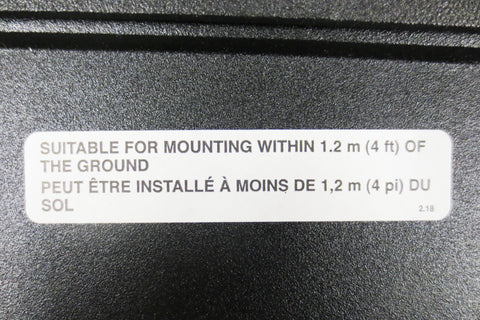 SUITABLE FOR MOUNTING WITHIN 1.2 m (4 ft) OF
THE GROUND
PEUT ÊTRE INSTALLÉ À MOINS DE 1,2 m (4 pi) DU
SOL
2.18